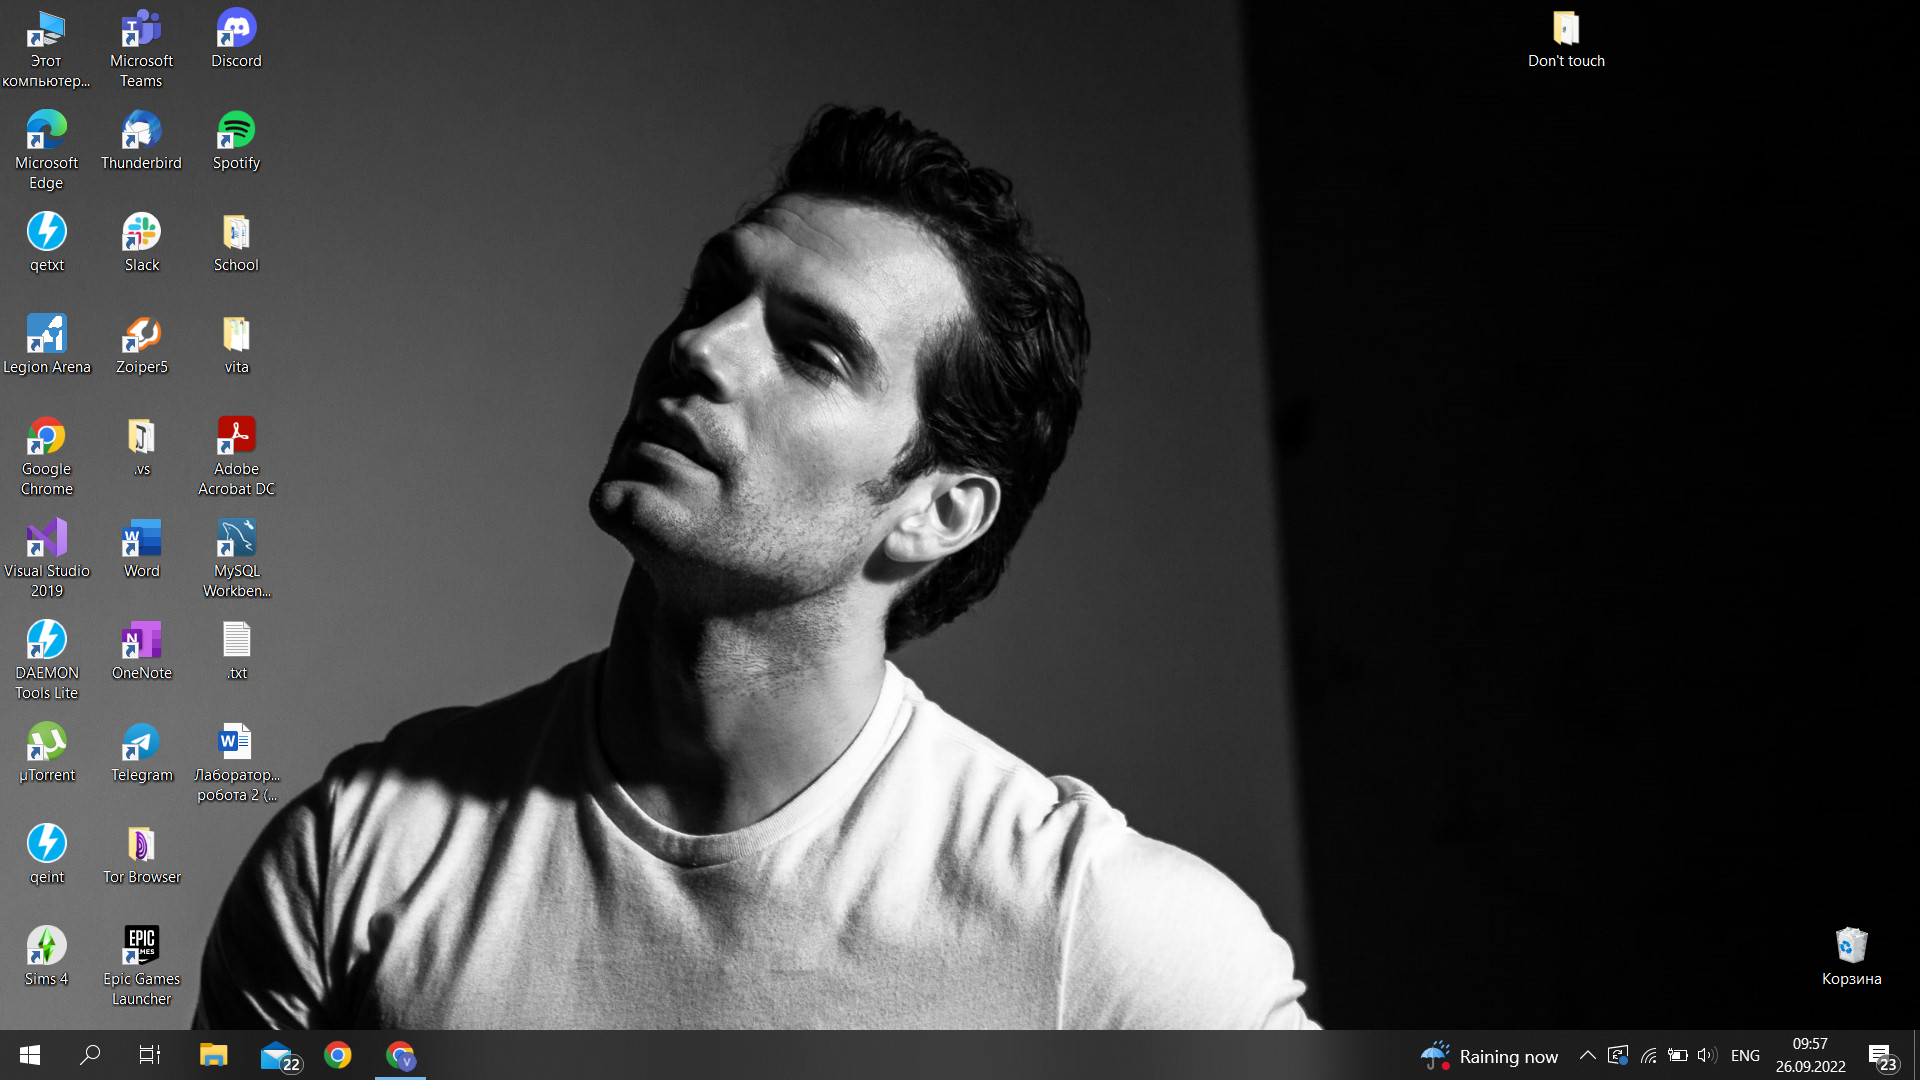 Этот
компьютер...
Microsoft
Teams
Discord
Don't touch
Microsoft
Edge
Thunderbird
Spotify
qetxt
Slack
School
Legion Arena
Zoiper5
vita
Google
Chrome
.vs
Adobe
Acrobat DC
Visual Studio
2019
Word
MySQL
Workben...
DAEMON
Tools Lite
OneNote
.txt
µTorrent
Telegram
Лаборатор...
робота 2 (...
qeint
Tor Browser
Sims 4
EPIC
GAMES
Epic Games
Launcher
Корзина
22
V
Raining now
ENG
09:57
26.09.2022
23